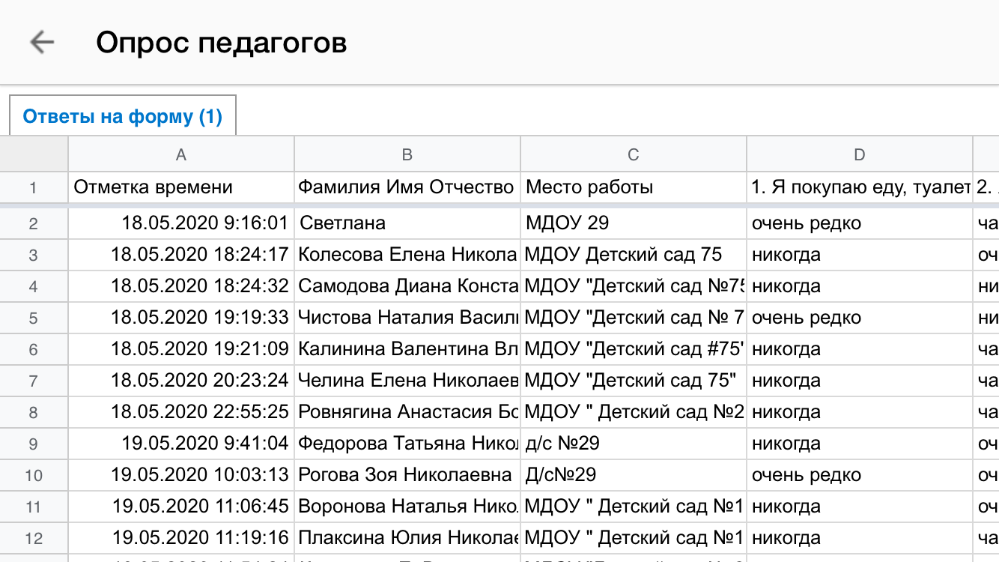 Опрос педагогов
Ответы на форму (1)
A B C D
1 Отметка времени Фамилия Имя Отчество Место работы 1. Я покупаю еду, туалет 2.
2 18.05.2020 9:16:01 Светлана МДОУ 29 очень редко ча
3 18.05.2020 18:24:17 Колесова Елена Никола МДОУ Детский сад 75 никогда оч
4 18.05.2020 18:24:32 Самодова Диана Конста МДОУ "Детский сад №75 никогда ни
5 18.05.2020 19:19:33 Чистова Наталия Васил МДОУ "Детский сад № 7 очень редко ни
6 18.05.2020 19:21:09 Калинина Валентина Вл МДОУ "Детский сад #75" никогда ча
7 18.05.2020 20:23:24 Челина Елена Николаев МДОУ "Детский сад 75" никогда ча
8 18.05.2020 22:55:25 Ровнягина Анастасия Бо МДОУ " Детский сад №2 никогда ча
9 19.05.2020 9:41:04 Федорова Татьяна Никол д/с №29 никогда оч
10 19.05.2020 10:03:13 Рогова Зоя Николаевна Д/с№29 очень редко оч
11 19.05.2020 11:06:45 Воронова Наталья Нико МДОУ " Детский сад №1 никогда оч
12 19.05.2020 11:19:16 Плаксина Юлия Николае МДОУ " Детский сад №1 никогда ча